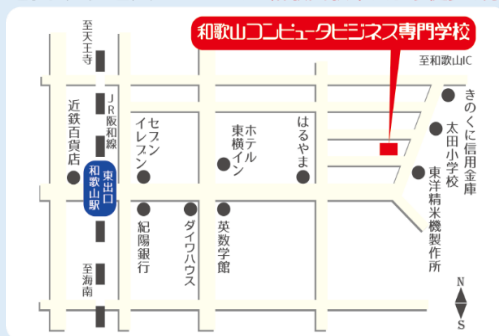 和歌山コンピュータビジネス専門学校
至天王寺
至和歌山IC
JR阪和線
近鉄百貨店
セブン
イレブン
ホテル
東横イン
はるやま
きのくに信用金庫
太田小学校
東洋精米機製作所
東出口
和歌山駅
紀陽銀行
ダイワハウス
英数学館
至海南
N
S